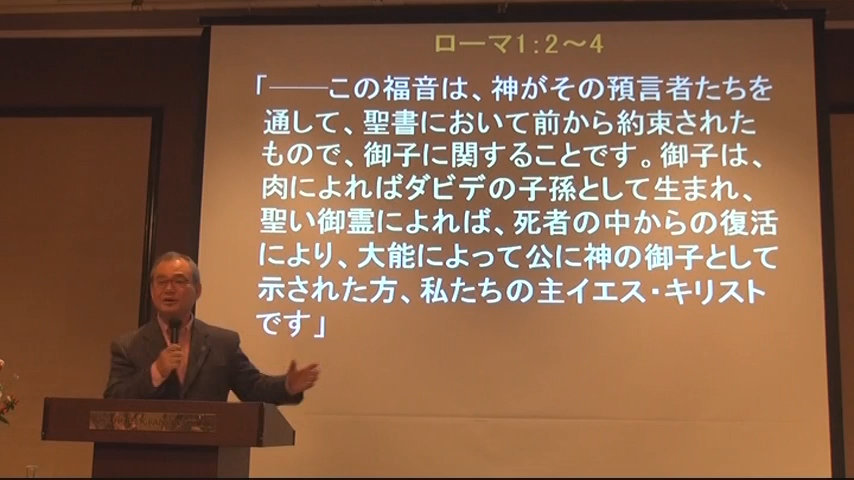 ローマ1:2～4
「──この福音は、神がその預言者たちを
通して、聖書において前から約束された
もので、御子に関することです。御子は、
肉によればダビデの子孫として生まれ、
聖い御霊によれば、死者の中からの復活
により、大能によって公に神の御子として
示された方、私たちの主イエス・キリスト
です」